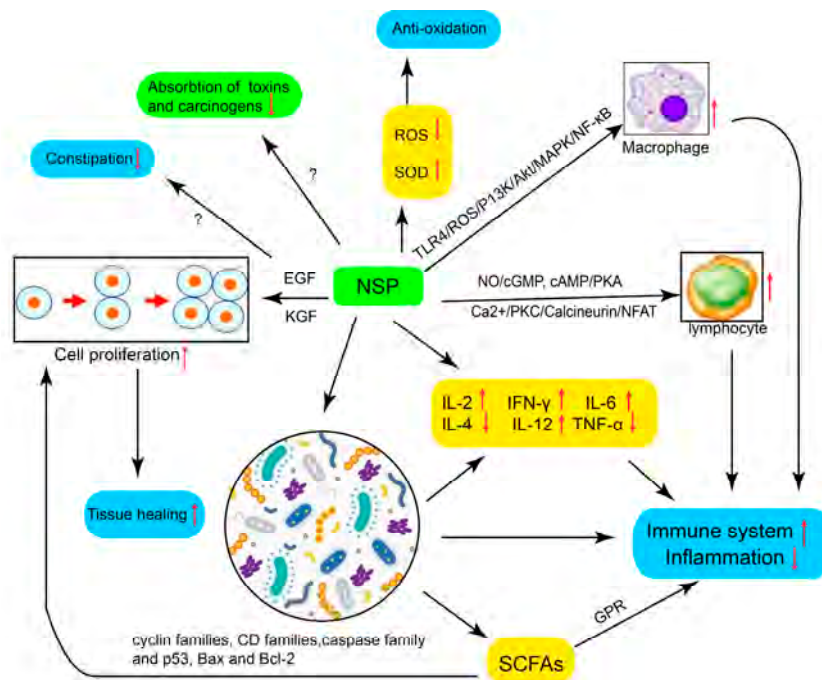 Anti-oxidation
Absorbtion of toxins
and carcinogens ↓
Constipation ↓
ROS ↓
SOD ↑
Macrophage
TLR4/ROS/P13K/Akt/MAPK/NF-κB
?
?
EGF
KGF
NSP
NO/cGMP, cAMP/PKA
Ca2+/PKC/Calcineurin/NFAT
lymphocyte
Cell proliferation ↑
IL-2 ↑ IFN-γ ↑ IL-6 ↑
IL-4 ↓ IL-12 ↑ TNF-α ↓
Tissue healing ↑
Immune system ↑
Inflammation ↓
GPR
cyclin families, CD families,caspase family
and p53, Bax and Bcl-2
SCFAs